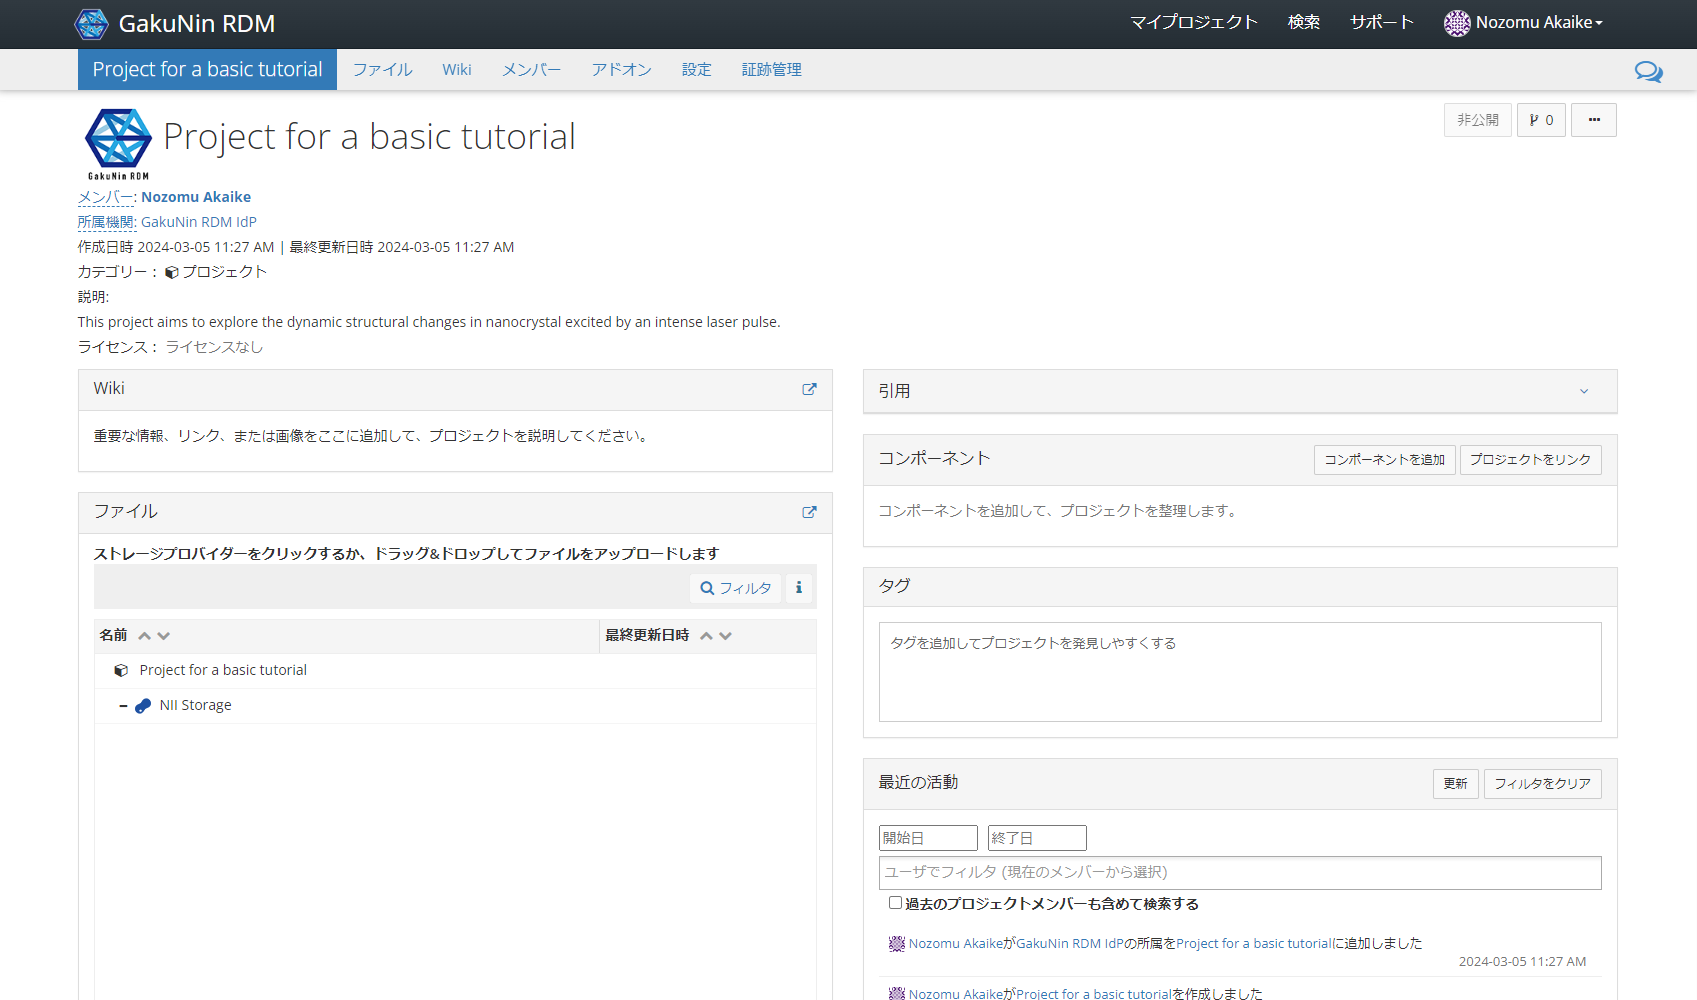 GakuNin RDM
マイプロジェクト 検索 サポート Nozomu Akaike
Project for a basic tutorial ファイル Wiki メンバー アドオン 設定 証跡管理
Project for a basic tutorial
GakuNin RDM
非公開 0 ...
メンバー: Nozomu Akaike
所属機関: GakuNin RDM IdP
作成日時 2024-03-05 11:27 AM | 最終更新日時 2024-03-05 11:27 AM
カテゴリー： プロジェクト
説明:
This project aims to explore the dynamic structural changes in nanocrystal excited by an intense laser pulse.
ライセンス： ライセンスなし
Wiki
重要な情報、リンク、または画像をここに追加して、プロジェクトを説明してください。
ファイル
ストレージプロバイダーをクリックするか、ドラッグ&ドロップしてファイルをアップロードします
フィルタ i
名前 最終更新日時
Project for a basic tutorial
NII Storage
引用
コンポーネント コンポーネントを追加 プロジェクトをリンク
コンポーネントを追加して、プロジェクトを整理します。
タグ
タグを追加してプロジェクトを発見しやすくする
最近の活動 更新 フィルタをクリア
開始日 終了日
ユーザでフィルタ (現在のメンバーから選択)
過去のプロジェクトメンバーも含めて検索する
Nozomu AkaikeがGakuNin RDM IdPの所属をProject for a basic tutorialに追加しました
2024-03-05 11:27 AM
Nozomu AkaikeがProject for a basic tutorialを作成しました